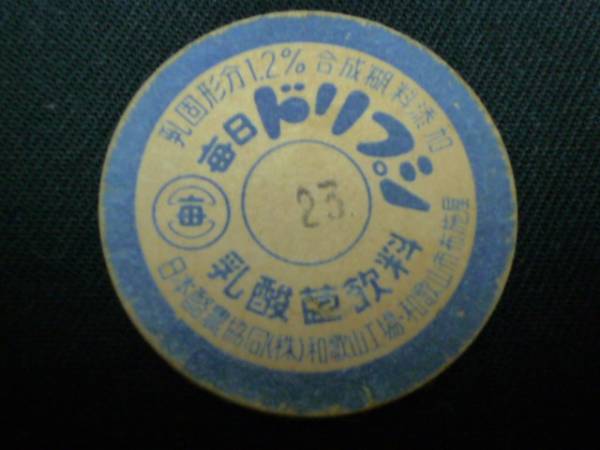 乳固形分1.2% 合成糊料添加
毎日ドリプシ
毎
23.
乳酸菌飲料
日本酪農協同(株)和歌山工場・和歌山市布施屋